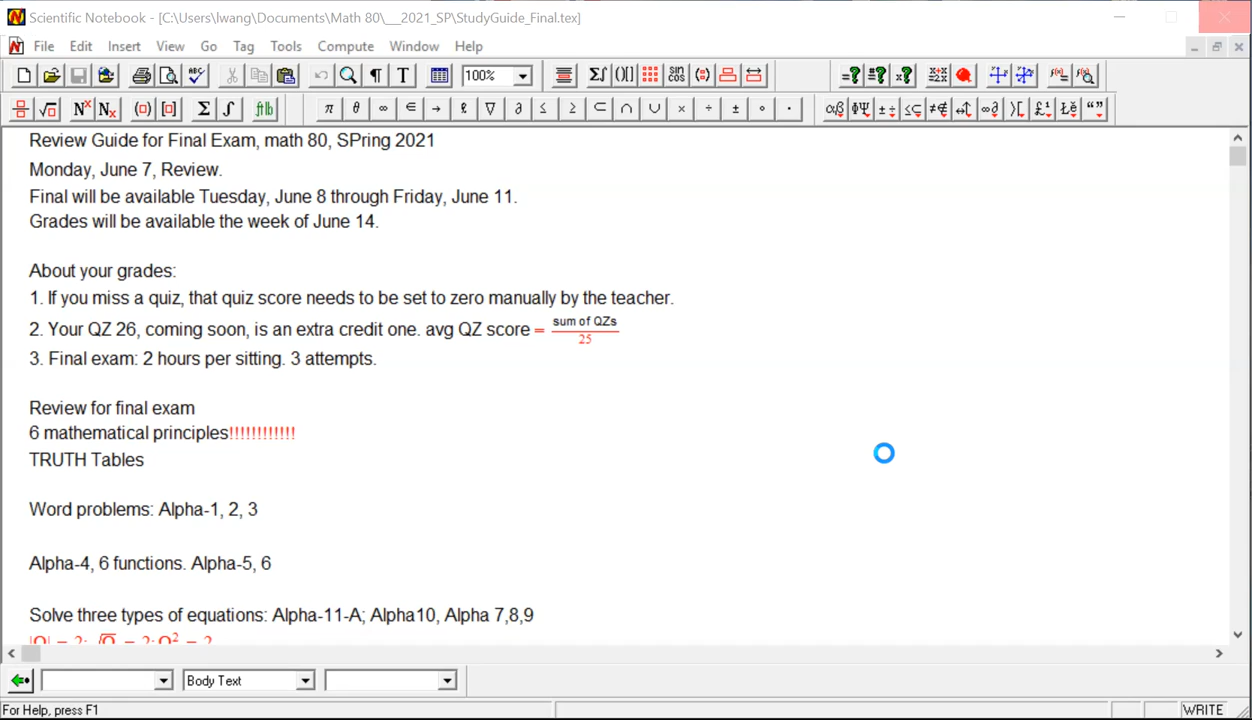 Scientific Notebook - [C:\Users\lwang\Documents\Math 80\___2021_SP\StudyGuide_Final.tex]
File Edit Insert View Go Tag Tools Compute Window Help
100%
Review Guide for Final Exam, math 80, SPring 2021
Monday, June 7, Review.
Final will be available Tuesday, June 8 through Friday, June 11.
Grades will be available the week of June 14.
About your grades:
1. If you miss a quiz, that quiz score needs to be set to zero manually by the teacher.
2. Your QZ 26, coming soon, is an extra credit one. avg QZ score = sum of QZs / 25
3. Final exam: 2 hours per sitting. 3 attempts.
Review for final exam
6 mathematical principles!!!!!!!!!!!!
TRUTH Tables
Word problems: Alpha-1, 2, 3
Alpha-4, 6 functions. Alpha-5, 6
Solve three types of equations: Alpha-11-A; Alpha10, Alpha 7,8,9
Body Text
For Help, press F1
WRITE